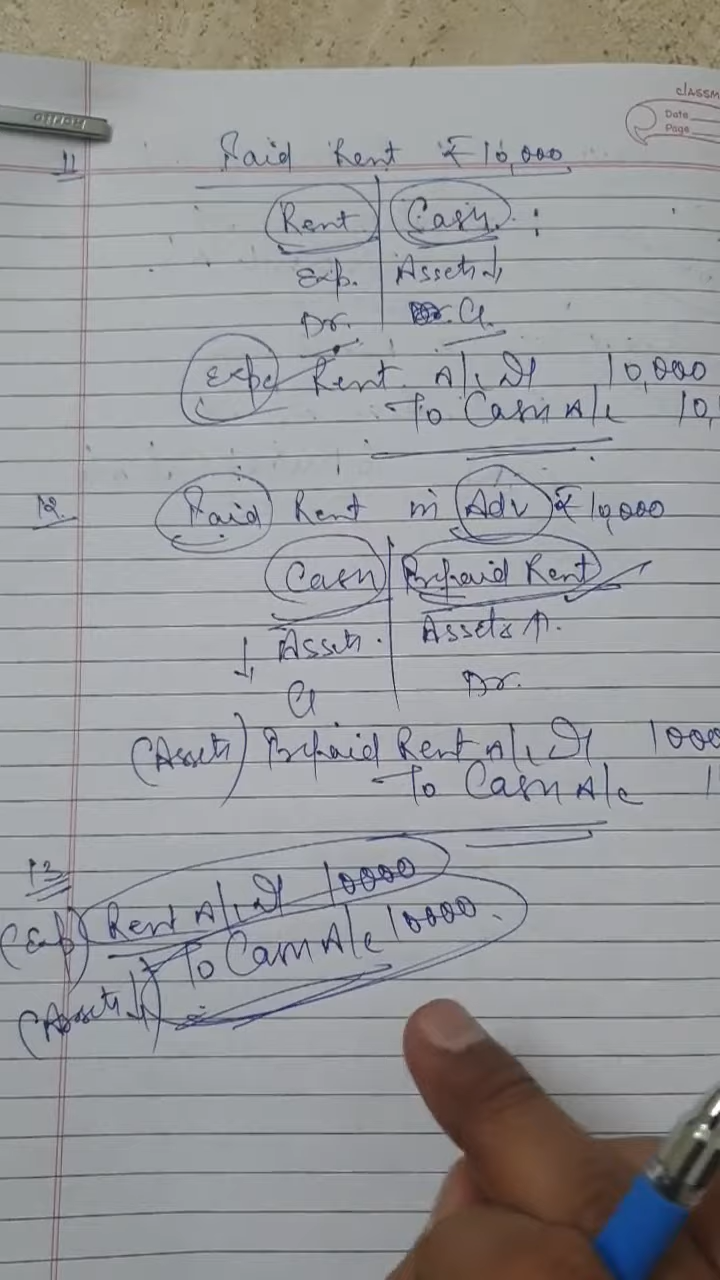 CLASSM
Date
Page
11 Paid Rent ₹ 10,000
Rent Cash :
Exp. Assets ↓
Dr. Cr.
Exp. Rent A/c Dr 10,000
To Cash A/c 10,
12. Paid Rent in Adv ₹ 10,000
Cash Prepaid Rent
↓ Assets. Assets ↑.
Cr Dr.
(Assets) Prepaid Rent A/c Dr 1000
To Cash A/c 1
13
(Exp) Rent A/c Dr 10000
(Assets ↓) To Cash A/c 10000.